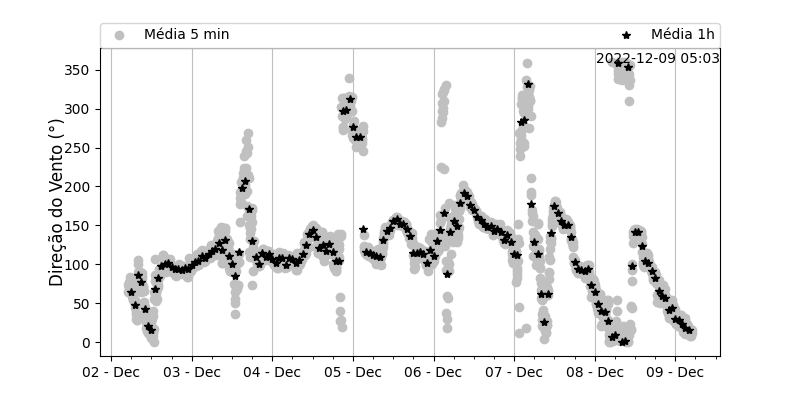 Média 5 min
Média 1h
2022-12-09 05:03
Direção do Vento (°)
350
300
250
200
150
100
50
0
02 - Dec
03 - Dec
04 - Dec
05 - Dec
06 - Dec
07 - Dec
08 - Dec
09 - Dec